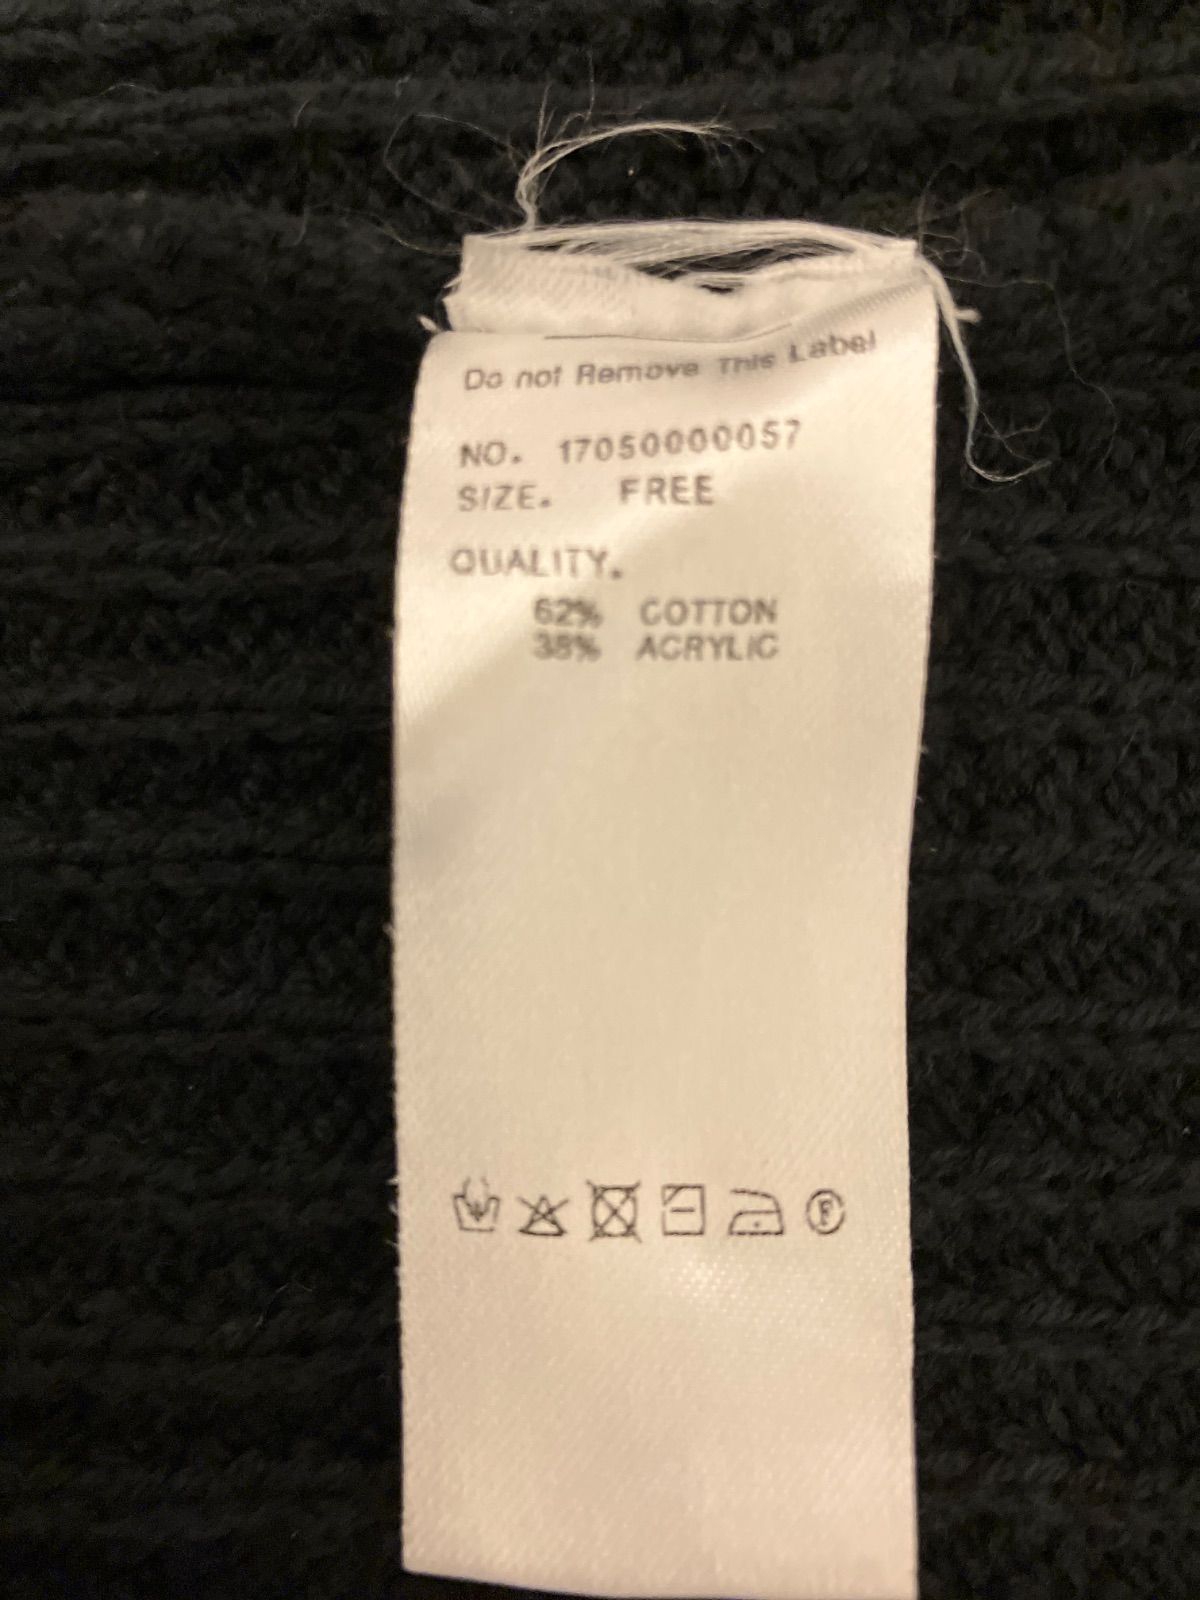 Do not Remove This Label
NO. 17050000057
SIZE. FREE
QUALITY.
62% COTTON
38% ACRYLIC
F